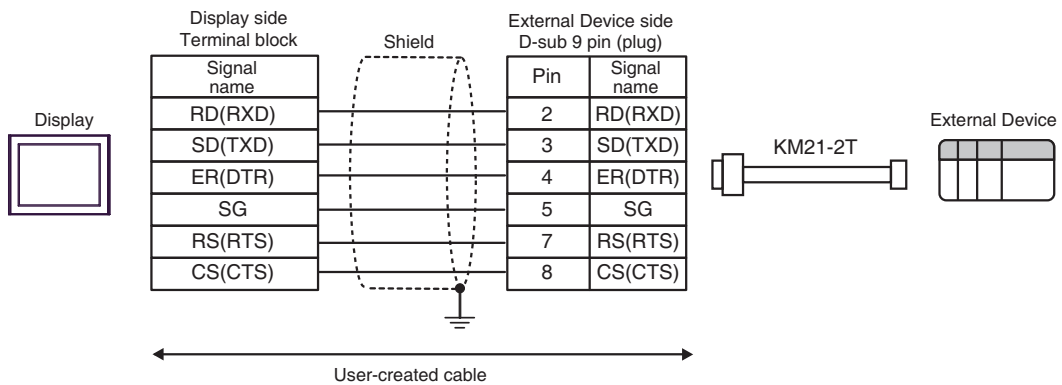 Display side
Terminal block
Shield
External Device side
D-sub 9 pin (plug)
Signal
name
Pin
Signal
name
RD(RXD) 2 RD(RXD)
SD(TXD) 3 SD(TXD)
ER(DTR) 4 ER(DTR)
SG 5 SG
RS(RTS) 7 RS(RTS)
CS(CTS) 8 CS(CTS)
Display
KM21-2T
External Device
User-created cable